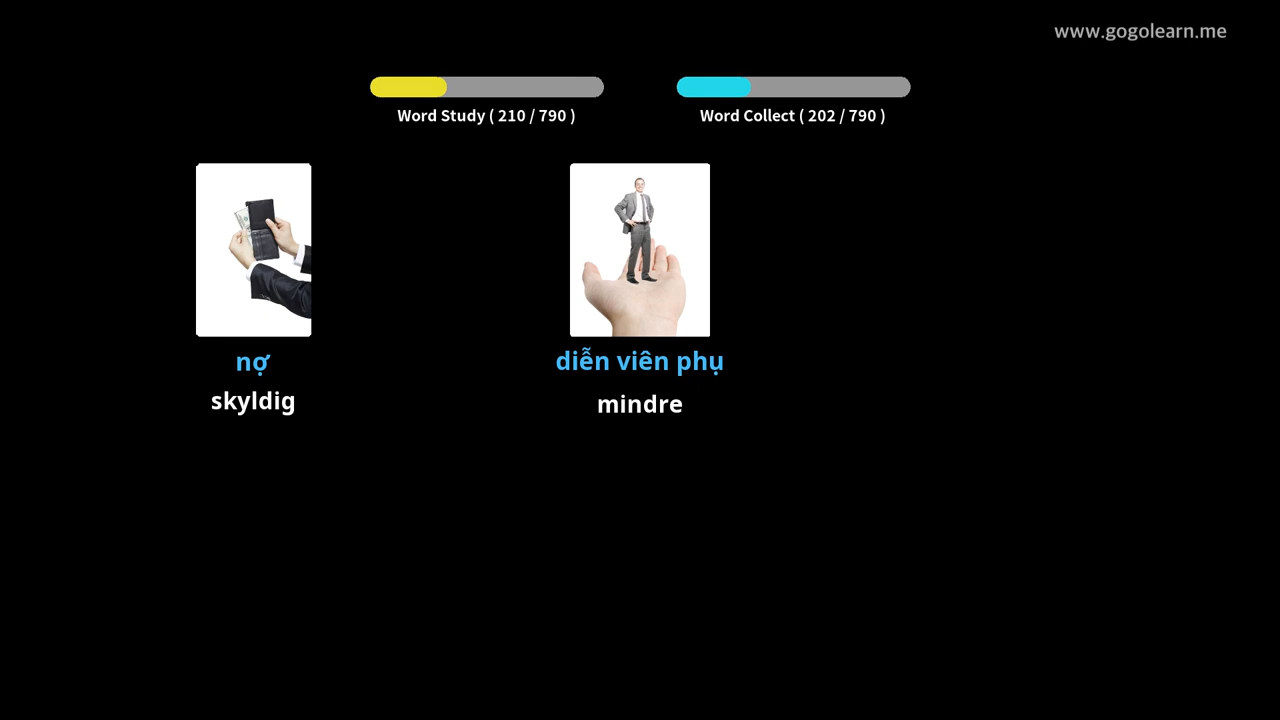 www.gogolearn.me
Word Study ( 210 / 790 )
Word Collect ( 202 / 790 )
nợ
skyldig
diễn viên phụ
mindre